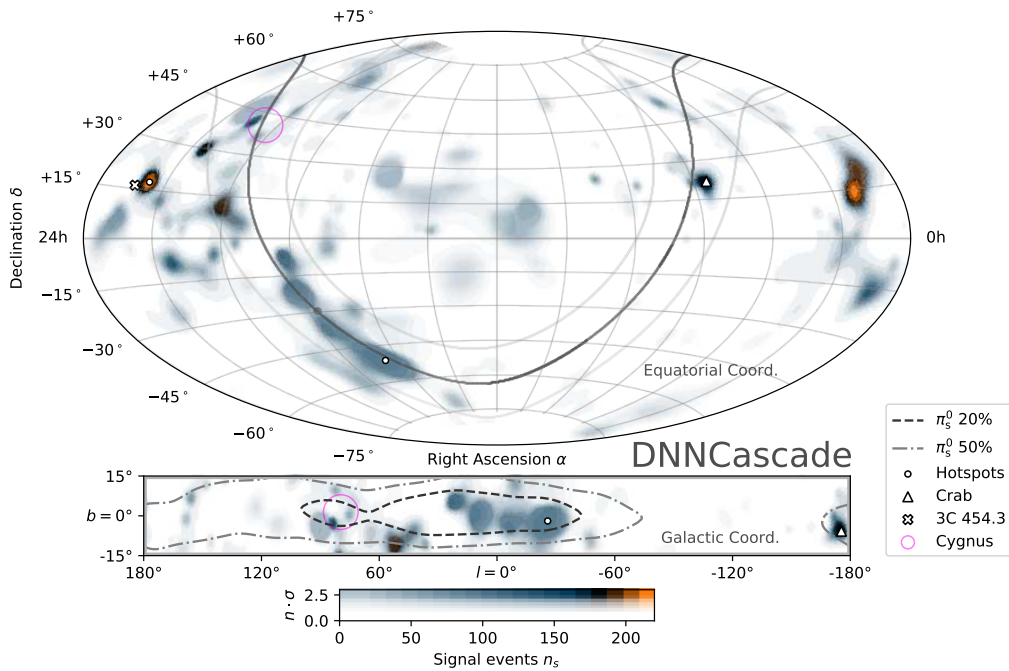 +75°
+60°
+45°
+30°
+15°
24h
0h
−15°
−30°
−45°
−60°
−75°
Declination δ
Right Ascension α
Equatorial Coord.
DNNCascade
π⁰ₛ 20%
π⁰ₛ 50%
Hotspots
Crab
3C 454.3
Cygnus
15°
b = 0°
-15°
Galactic Coord.
180° 120° 60° l = 0° -60° -120° -180°
n · σ
2.5
0.0
0 50 100 150 200
Signal events nₛ